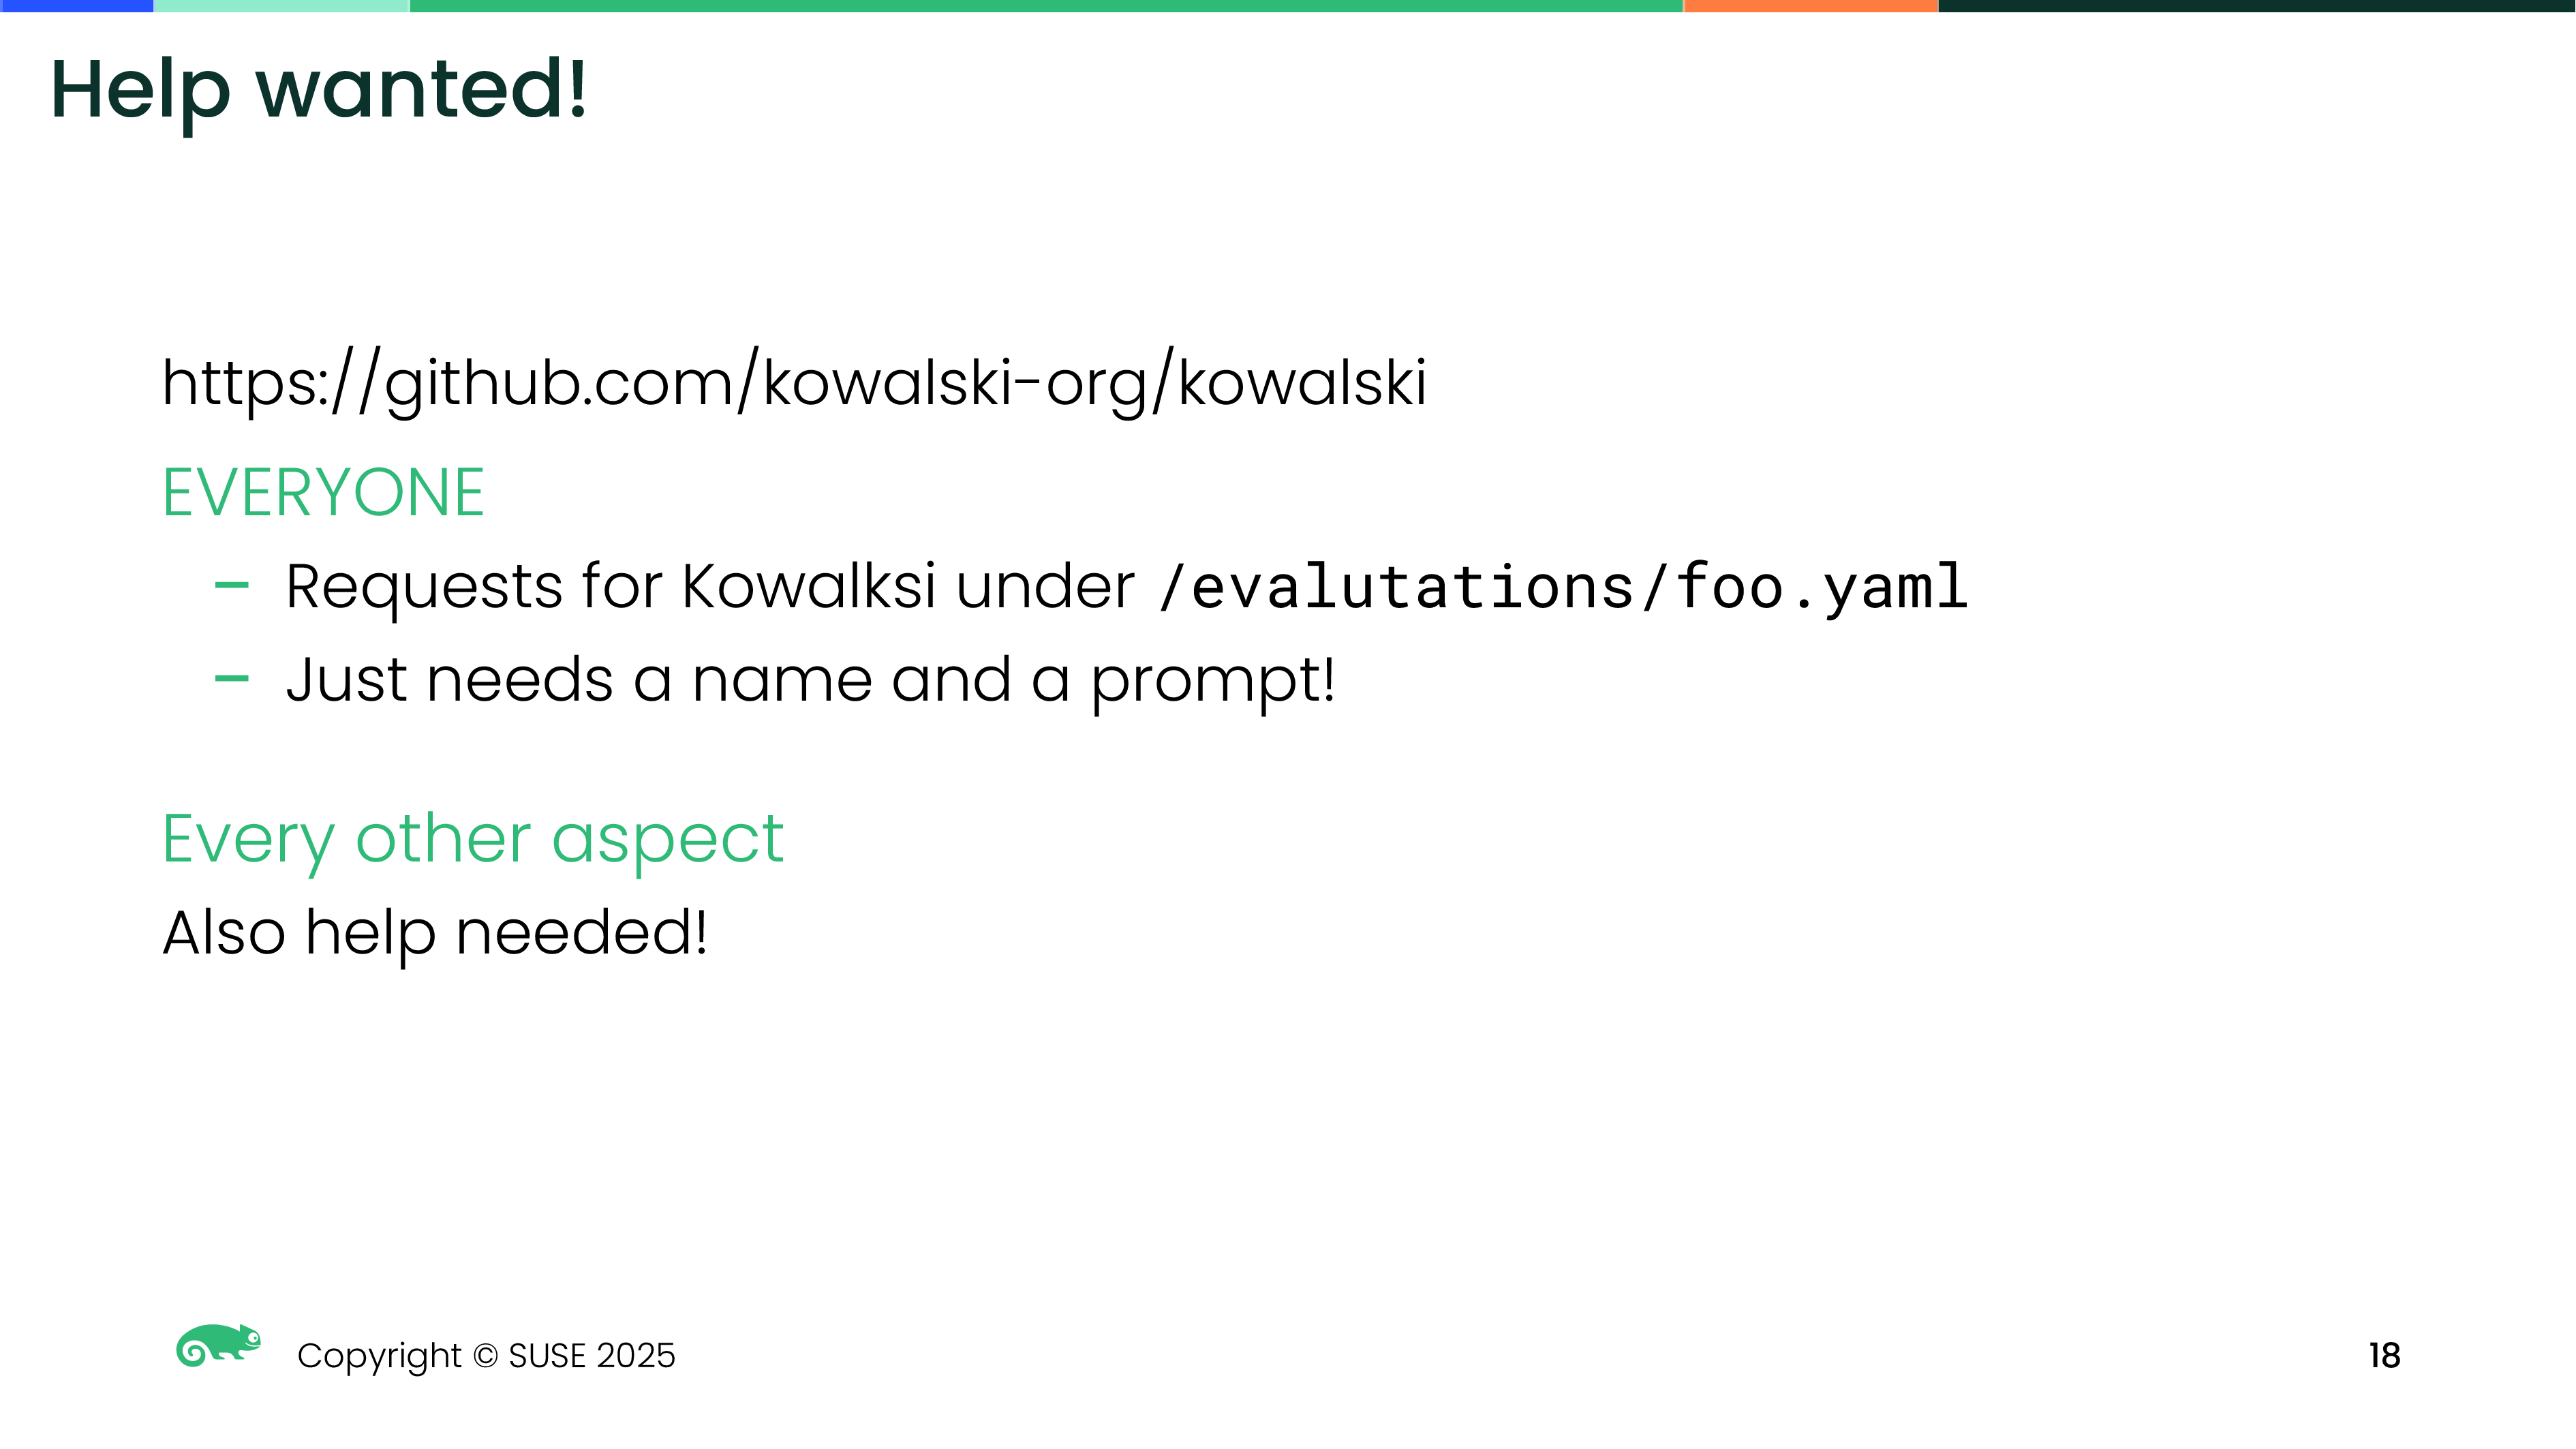 Help wanted!
https://github.com/kowalski-org/kowalski
EVERYONE
– Requests for Kowalksi under /evalutations/foo.yaml
– Just needs a name and a prompt!
Every other aspect
Also help needed!
Copyright © SUSE 2025
18